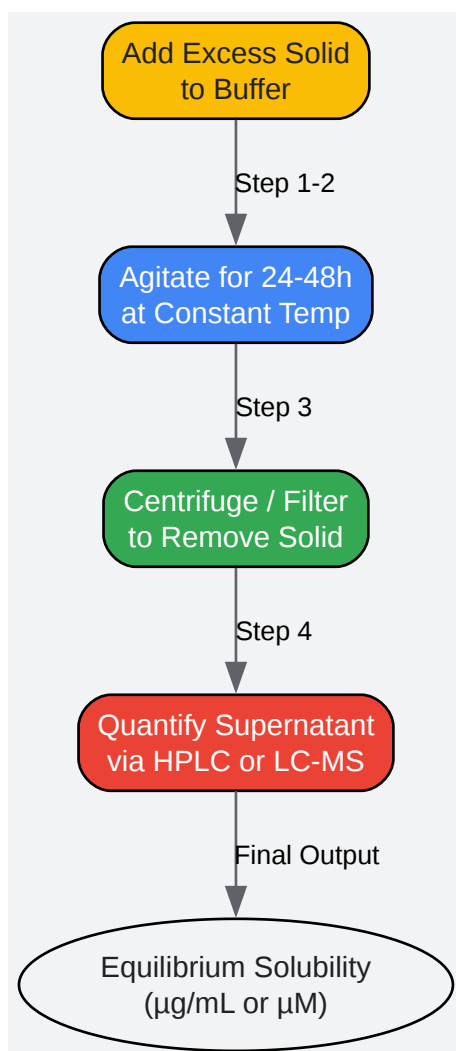 Add Excess Solid
to Buffer
Step 1-2
Agitate for 24-48h
at Constant Temp
Step 3
Centrifuge / Filter
to Remove Solid
Step 4
Quantify Supernatant
via HPLC or LC-MS
Final Output
Equilibrium Solubility
(µg/mL or µM)